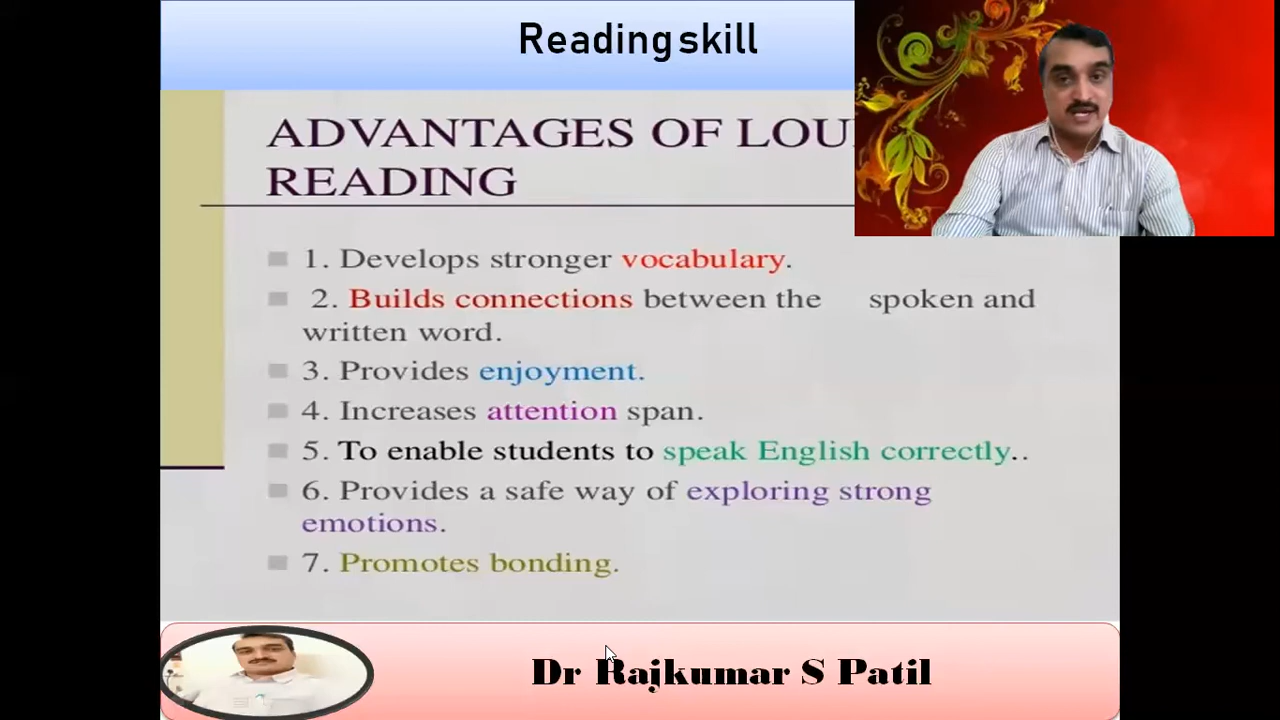 Reading skill
ADVANTAGES OF LOU
READING
1. Develops stronger vocabulary.
2. Builds connections between the spoken and
written word.
3. Provides enjoyment.
4. Increases attention span.
5. To enable students to speak English correctly..
6. Provides a safe way of exploring strong
emotions.
7. Promotes bonding.
Dr Rajkumar S Patil